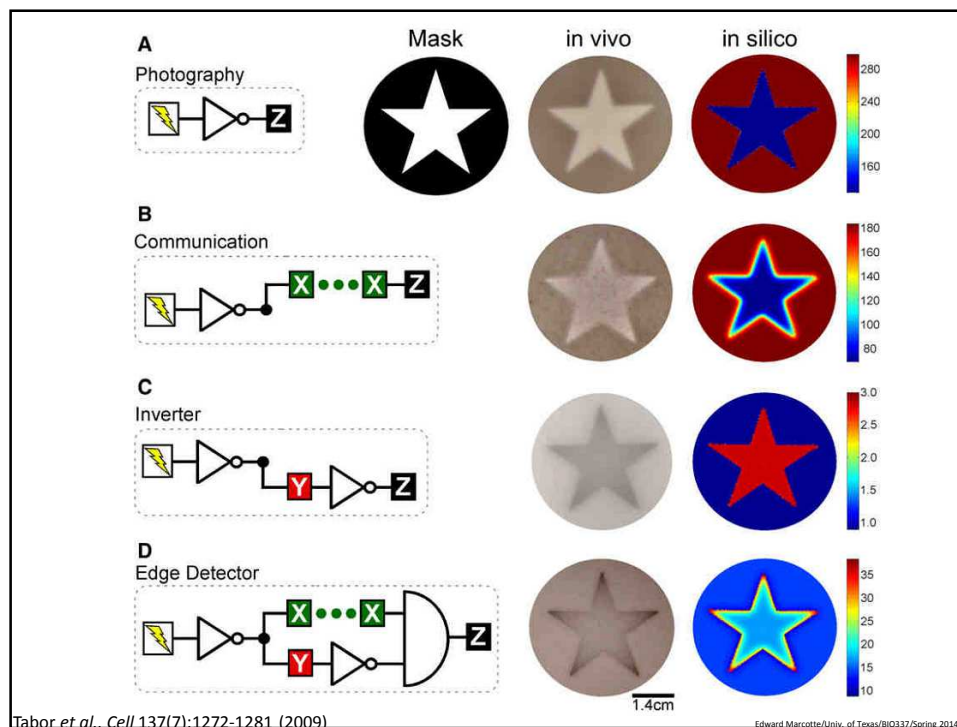 A
Photography
Z
Mask
in vivo
in silico
280
240
200
160
B
Communication
X X Z
180
160
140
120
100
80
C
Inverter
Y Z
3.0
2.5
2.0
1.5
1.0
D
Edge Detector
X X
Z
Y
35
30
25
20
15
10
1.4cm
Tabor et al., Cell 137(7):1272-1281 (2009)
Edward Marcotte/Univ. of Texas/BIO337/Spring 2014